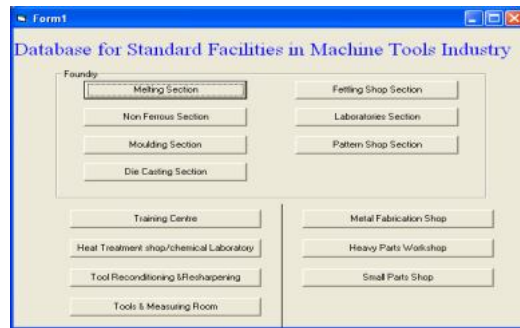 Form1
Database for Standard Facilities in Machine Tools Industry
Foundry
Melting Section
Fettling Shop Section
Non Ferrous Section
Laboratories Section
Moulding Section
Pattern Shop Section
Die Casting Section
Training Centre
Metal Fabrication Shop
Heat Treatment shop/chemical Laboratory
Heavy Parts Workshop
Tool Reconditioning &Resharpening
Small Parts Shop
Tools & Measuring Room